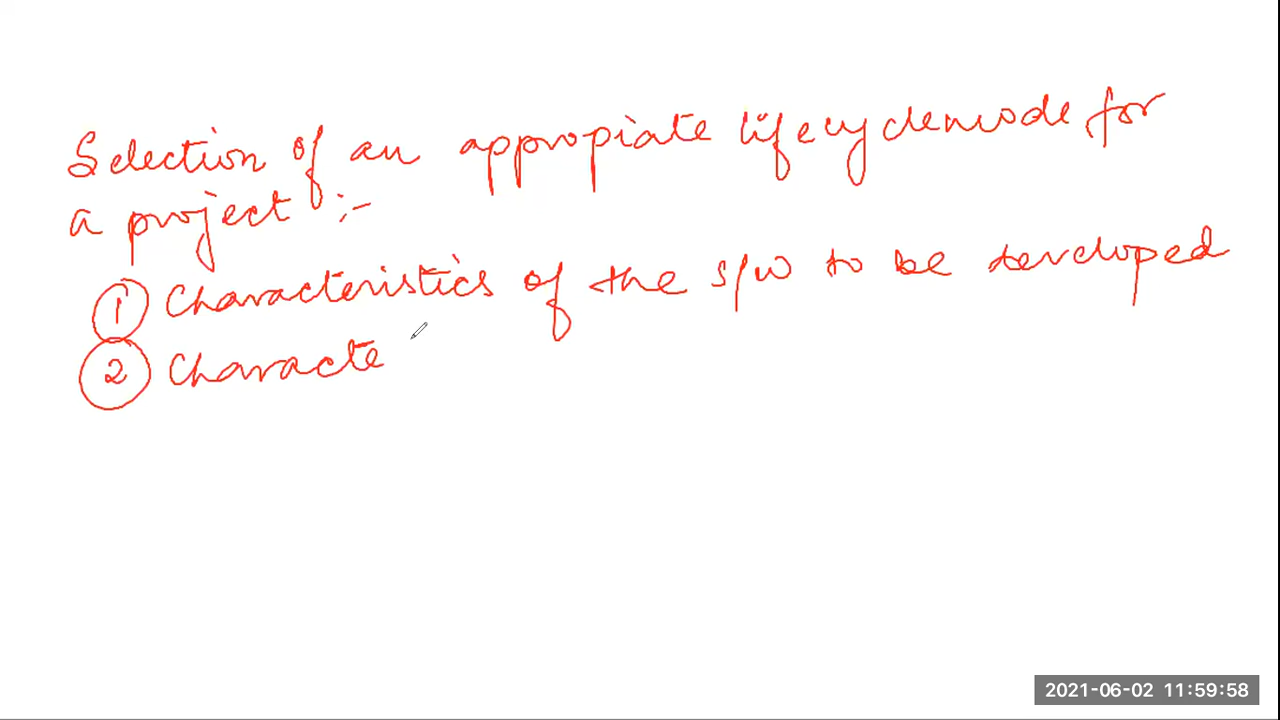 Selection of an appropiate lifecyclemode for
a project :-
1 Characteristics of the s/w to be developed
2 Characte
2021-06-02 11:59:58